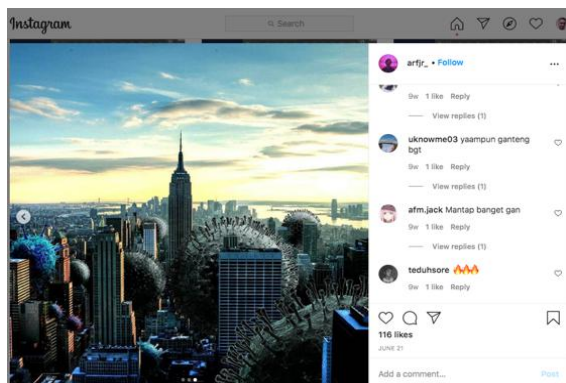 Instagram
Search
arfjr_ • Follow
9w 1 like Reply
View replies (1)
uknowme03 yaampun ganteng
bgt
9w 1 like Reply
View replies (1)
afm.jack Mantap banget gan
9w 1 like Reply
View replies (1)
teduhsore 🔥🔥🔥
9w 1 like Reply
116 likes
JUNE 21
Add a comment...
Post